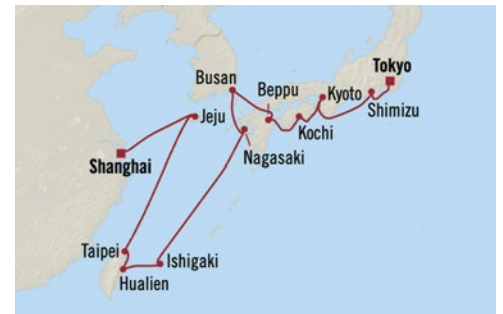 Tokyo
Busan
Beppu
Kyoto
Shimizu
Jeju
Kochi
Nagasaki
Shanghai
Taipei
Ishigaki
Hualien